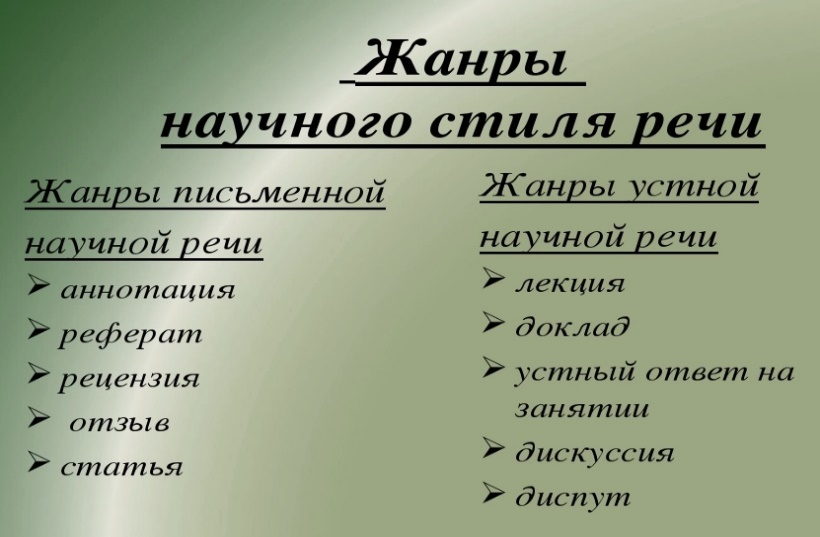 Жанры
научного стиля речи
Жанры письменной
научной речи
➢ аннотация
➢ реферат
➢ рецензия
➢ отзыв
➢ статья
Жанры устной
научной речи
➢ лекция
➢ доклад
➢ устный ответ на
занятии
➢ дискуссия
➢ диспут